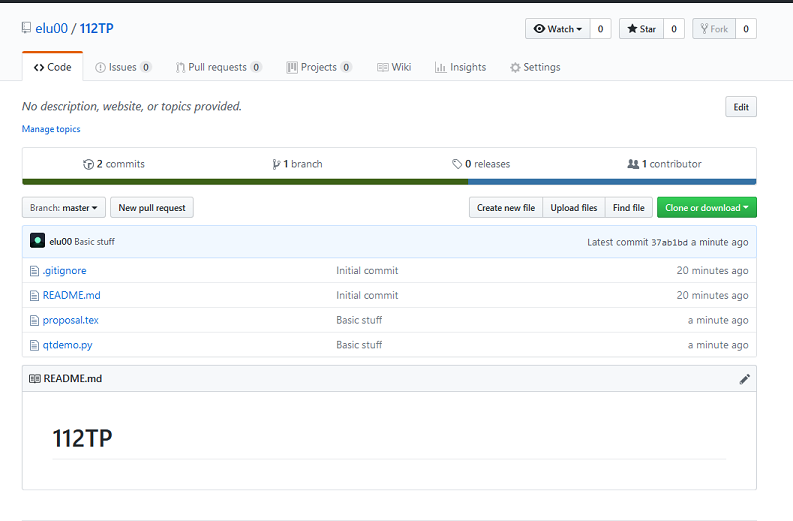 elu00 / 112TP Watch 0 Star 0 Fork 0
Code Issues 0 Pull requests 0 Projects 0 Wiki Insights Settings
No description, website, or topics provided. Edit
Manage topics
2 commits 1 branch 0 releases 1 contributor
Branch: master New pull request Create new file Upload files Find file Clone or download
elu00 Basic stuff Latest commit 37ab1bd a minute ago
.gitignore Initial commit 20 minutes ago
README.md Initial commit 20 minutes ago
proposal.tex Basic stuff a minute ago
qtdemo.py Basic stuff a minute ago
README.md
112TP